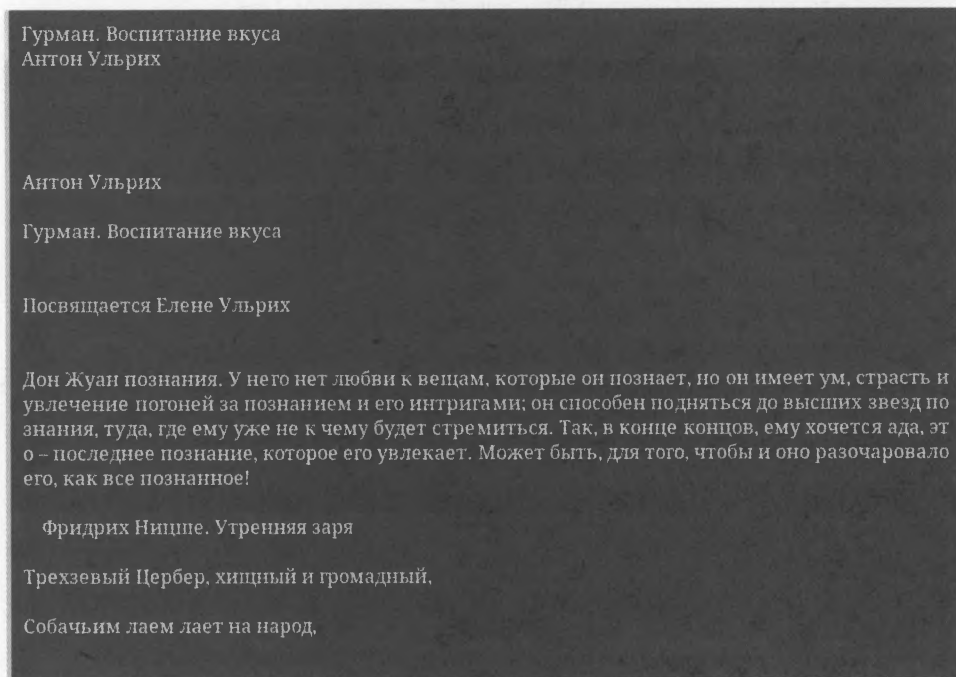 Гурман. Воспитание вкуса
Антон Ульрих
Антон Ульрих
Гурман. Воспитание вкуса
Посвящается Елене Ульрих
Дон Жуан познания. У него нет любви к вещам, которые он познает, но он имеет ум, страсть и
увлечение погоней за познанием и его интригами; он способен подняться до высших звезд по
знания, туда, где ему уже не к чему будет стремиться. Так, в конце концов, ему хочется ада, эт
о – последнее познание, которое его увлекает. Может быть, для того, чтобы и оно разочаровало
его, как все познанное!
Фридрих Ницше. Утренняя заря
Трехзевый Цербер, хищный и громадный,
Собачьим лаем лает на народ,